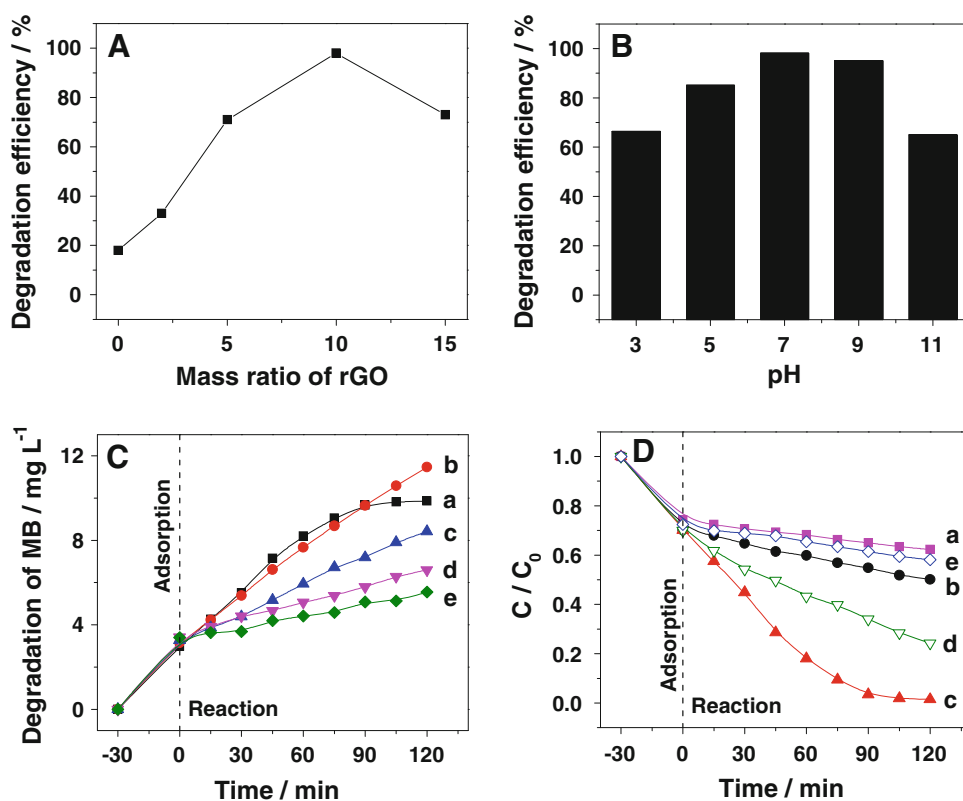 A
Degradation efficiency / %
100
80
60
40
20
0
0 5 10 15
Mass ratio of rGO
B
Degradation efficiency / %
100
80
60
40
20
0
3 5 7 9 11
pH
C
Degradation of MB / mg L⁻¹
12
8
4
0
Adsorption
Reaction
b
a
c
d
e
-30 0 30 60 90 120
Time / min
D
C / C₀
1.0
0.8
0.6
0.4
0.2
0.0
Adsorption
Reaction
a
e
b
d
c
-30 0 30 60 90 120
Time / min